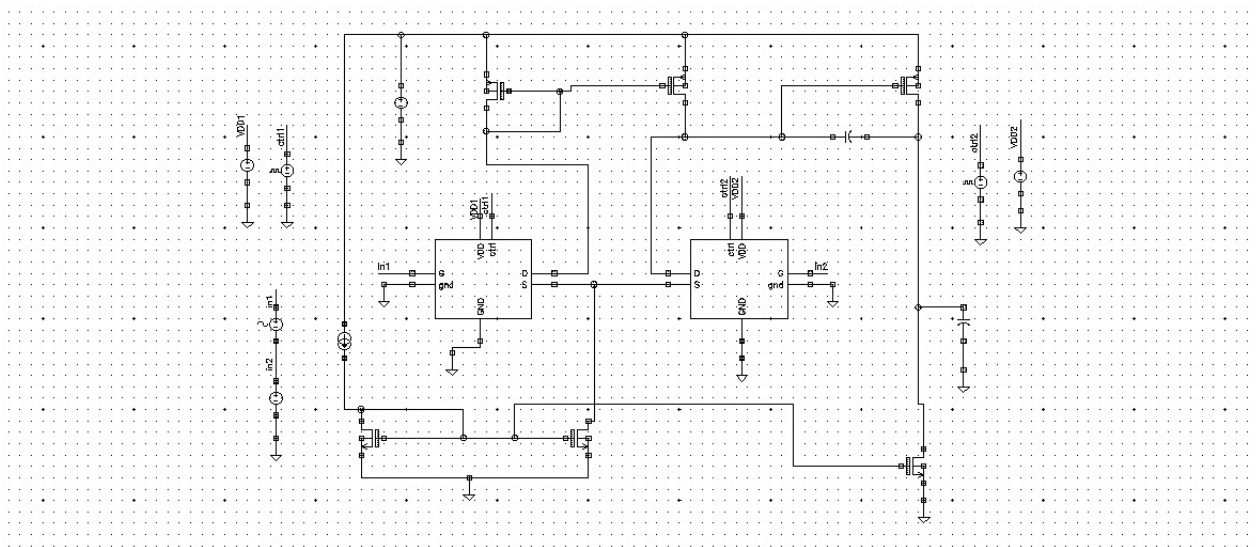 VDD1
ctrl1
ctrl2
VDD2
VDD1
ctrl1
ctrl2
VDD2
VDD
ctrl
ctrl
VDD
In1
G
gnd
D
S
GND
D
S
G
gnd
GND
In2
in1
in2